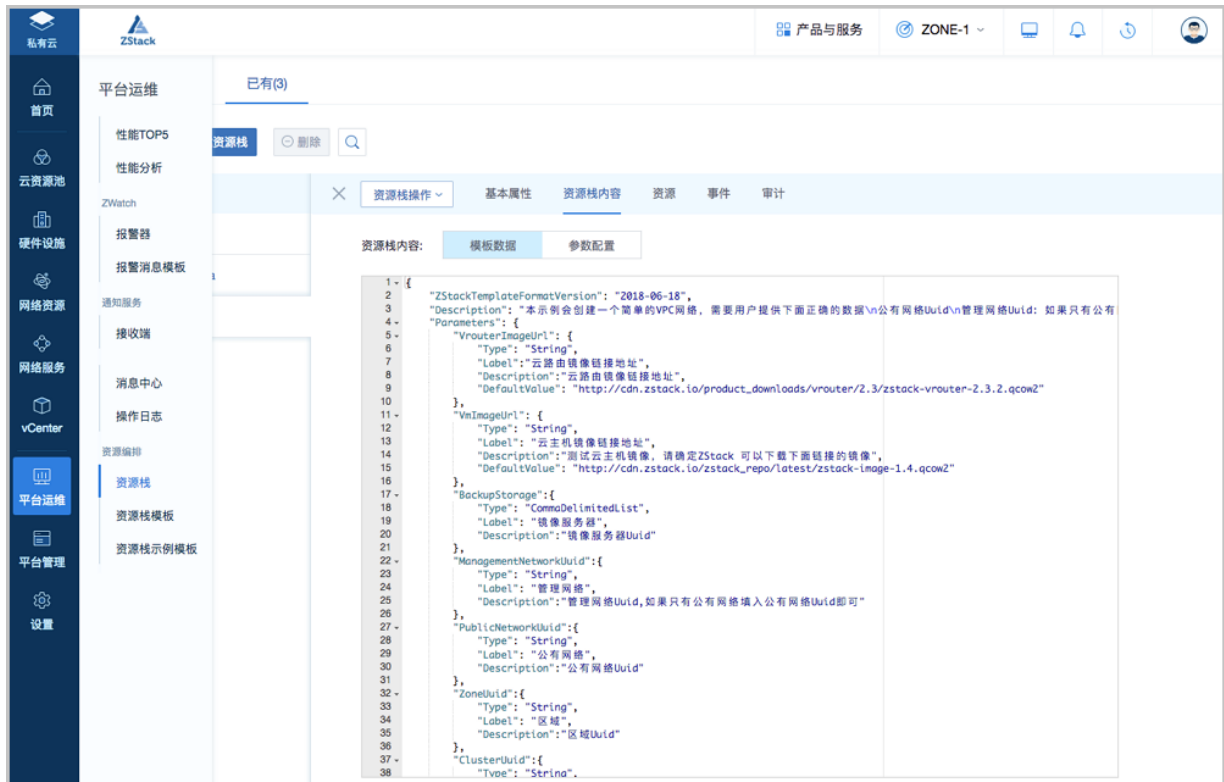 私有云
ZStack
产品与服务
ZONE-1
首页
云资源池
硬件设施
网络资源
网络服务
vCenter
平台运维
平台管理
设置
平台运维
性能TOP5
性能分析
ZWatch
报警器
报警消息模板
通知服务
接收端
消息中心
操作日志
资源编排
资源栈
资源栈模板
资源栈示例模板
已有(3)
资源栈
删除
资源栈操作
基本属性
资源栈内容
资源
事件
审计
资源栈内容:
模板数据
参数配置
1 {
2 "ZStackTemplateFormatVersion": "2018-06-18",
3 "Description": "本示例会创建一个简单的VPC网络, 需要用户提供下面正确的数据\n公有网络Uuid\n管理网络Uuid: 如果只有公有
4 "Parameters": {
5 "VrouterImageUrl": {
6 "Type": "String",
7 "Label":"云路由镜像链接地址",
8 "Description":"云路由镜像链接地址",
9 "DefaultValue": "http://cdn.zstack.io/product_downloads/vrouter/2.3/zstack-vrouter-2.3.2.qcow2"
10 },
11 "VmImageUrl": {
12 "Type": "String",
13 "Label": "云主机镜像链接地址",
14 "Description":"测试云主机镜像, 请确定ZStack 可以下载下面链接的镜像",
15 "DefaultValue": "http://cdn.zstack.io/zstack_repo/latest/zstack-image-1.4.qcow2"
16 },
17 "BackupStorage":{
18 "Type": "CommaDelimitedList",
19 "Label": "镜像服务器",
20 "Description":"镜像服务器Uuid"
21 },
22 "ManagementNetworkUuid":{
23 "Type": "String",
24 "Label": "管理网络",
25 "Description":"管理网络Uuid,如果只有公有网络填入公有网络Uuid即可"
26 },
27 "PublicNetworkUuid":{
28 "Type": "String",
29 "Label": "公有网络",
30 "Description":"公有网络Uuid"
31 },
32 "ZoneUuid":{
33 "Type": "String",
34 "Label": "区域",
35 "Description":"区域Uuid"
36 },
37 "ClusterUuid":{
38 "Type": "String",